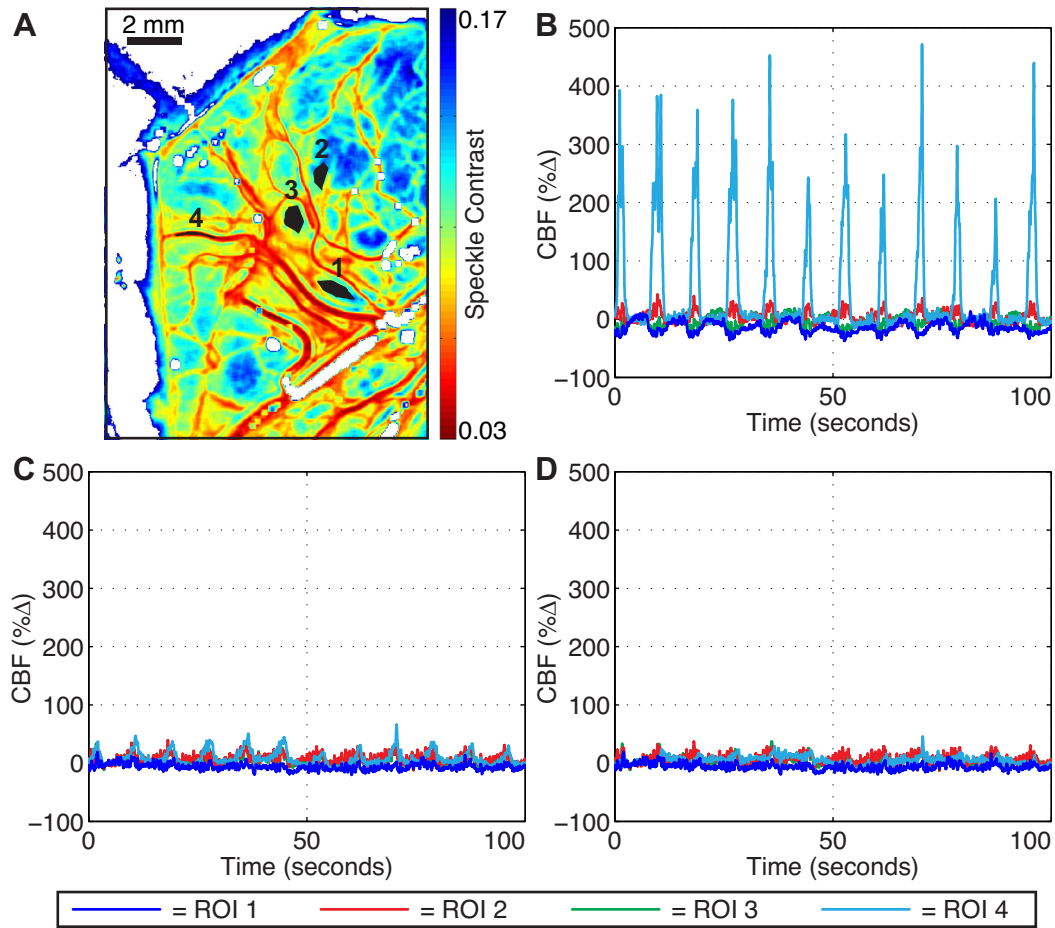 A
2 mm
0.17
Speckle Contrast
0.03
2
3
4
1
B
500
400
300
200
100
0
−100
CBF (%Δ)
0
50
100
Time (seconds)
C
500
400
300
200
100
0
−100
CBF (%Δ)
0
50
100
Time (seconds)
D
500
400
300
200
100
0
−100
CBF (%Δ)
0
50
100
Time (seconds)
= ROI 1 = ROI 2 = ROI 3 = ROI 4